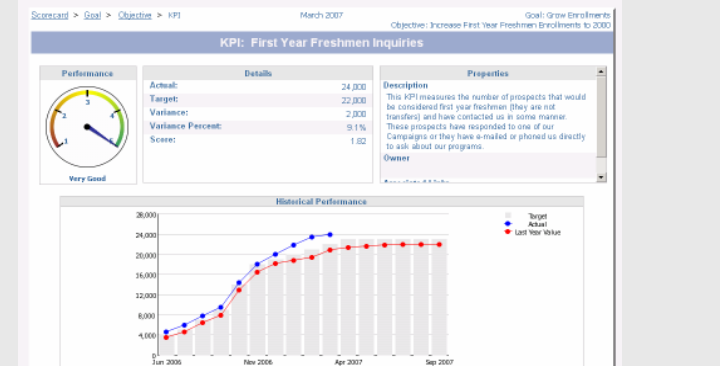 Scorecard > Goal > Objective > KPI
March 2007
Goal: Grow Enrollments
Objective: Increase First Year Freshmen Enrollments to 2000
KPI: First Year Freshmen Inquiries
Performance
1
2
3
4
Very Good
Details
Actual: 24,000
Target: 22,000
Variance: 2,000
Variance Percent: 9.1%
Score: 1.82
Properties
Description
This KPI measures the number of prospects that would
be considered first year freshmen (they are not
transfers) and have contacted us in some manner.
These prospects have responded to one of our
Campaigns or they have e-mailed or phoned us directly
to ask about our programs.
Owner
Historical Performance
28,000
24,000
20,000
16,000
12,000
8,000
4,000
0
Jun 2006
Nov 2006
Apr 2007
Sep 2007
Target
Actual
Last Year Value